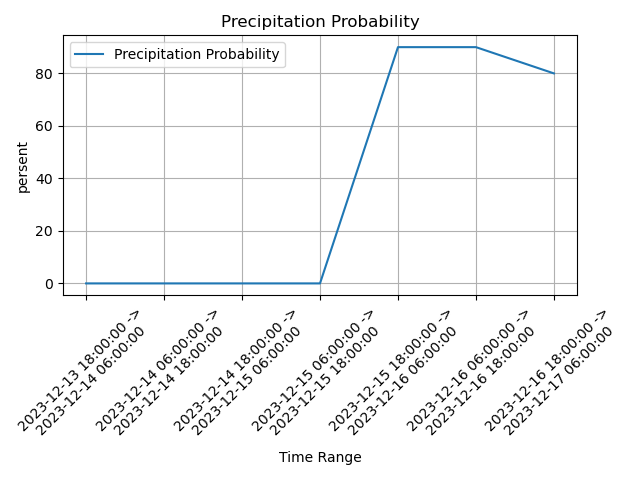 Precipitation Probability
Precipitation Probability
persent
80
60
40
20
0
2023-12-13 18:00:00 ->
2023-12-14 06:00:00
2023-12-14 06:00:00 ->
2023-12-14 18:00:00
2023-12-14 18:00:00 ->
2023-12-15 06:00:00
2023-12-15 06:00:00 ->
2023-12-15 18:00:00
2023-12-15 18:00:00 ->
2023-12-16 06:00:00
2023-12-16 06:00:00 ->
2023-12-16 18:00:00
2023-12-16 18:00:00 ->
2023-12-17 06:00:00
Time Range